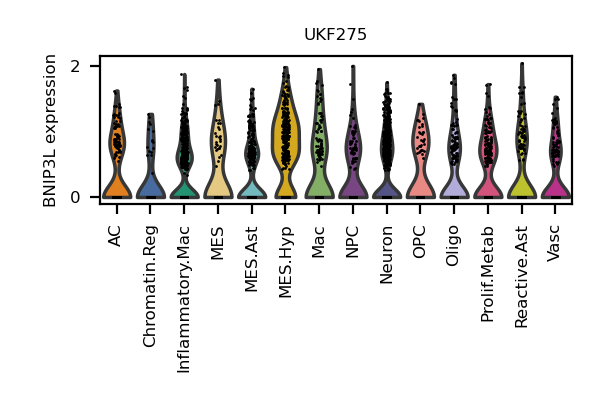 UKF275
BNIP3L expression
2
0
AC
Chromatin.Reg
Inflammatory.Mac
MES
MES.Ast
MES.Hyp
Mac
NPC
Neuron
OPC
Oligo
Prolif.Metab
Reactive.Ast
Vasc